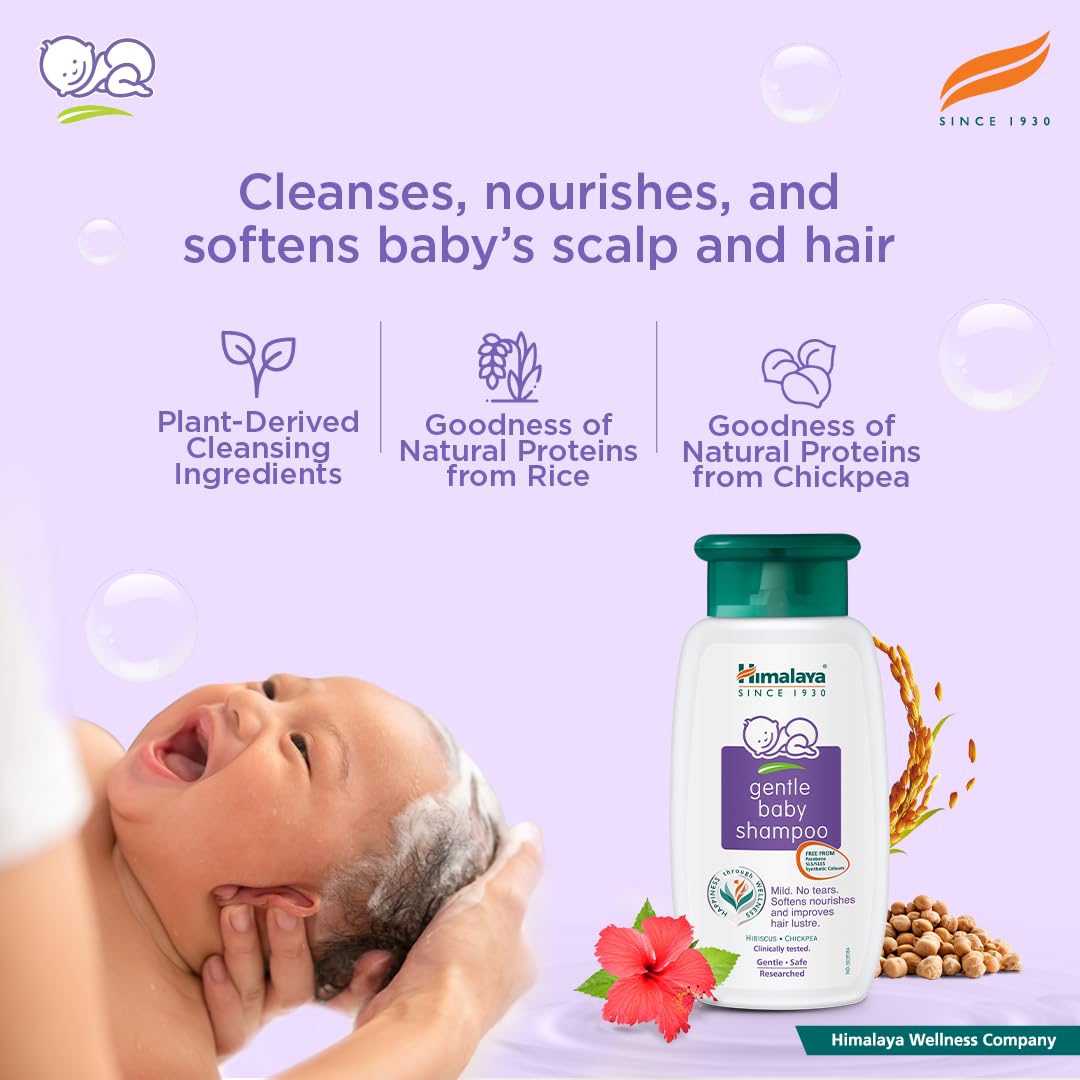 SINCE 1930
Cleanses, nourishes, and
softens baby's scalp and hair
Plant-Derived
Cleansing
Ingredients
Goodness of
Natural Proteins
from Rice
Goodness of
Natural Proteins
from Chickpea
Himalaya®
SINCE 1930
gentle
baby
shampoo
FREE FROM
Parabens
SLS/SLES
Synthetic Colours
HAPPINESS through WELLNESS
Mild. No tears.
Softens nourishes
and improves
hair lustre.
HIBISCUS • CHICKPEA
Clinically tested.
Gentle • Safe
Researched
Himalaya Wellness Company